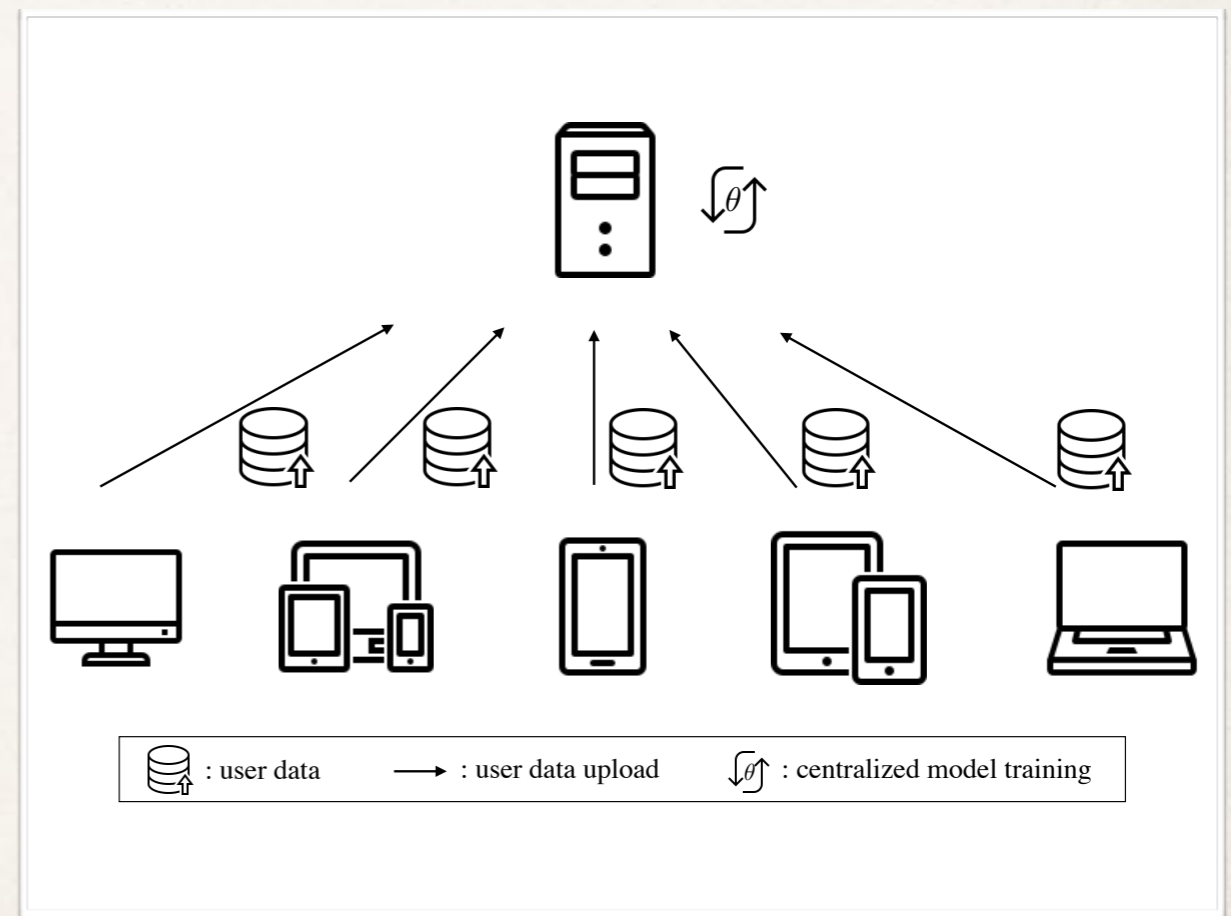 θ
: user data : user data upload θ : centralized model training